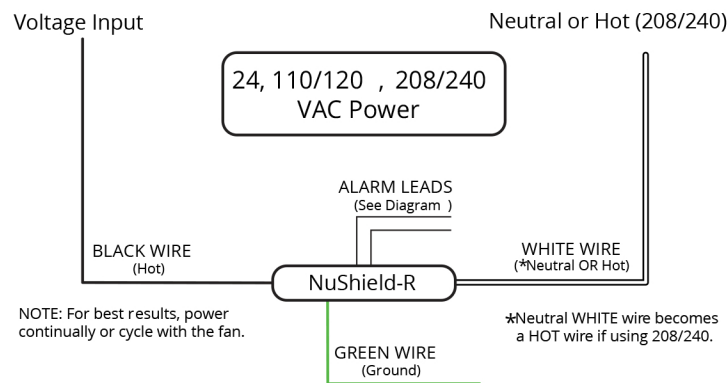 Voltage Input
Neutral or Hot (208/240)
24, 110/120 , 208/240
VAC Power
ALARM LEADS
(See Diagram )
BLACK WIRE
(Hot)
WHITE WIRE
(*Neutral OR Hot)
NuShield-R
NOTE: For best results, power
continually or cycle with the fan.
*Neutral WHITE wire becomes
a HOT wire if using 208/240.
GREEN WIRE
(Ground)